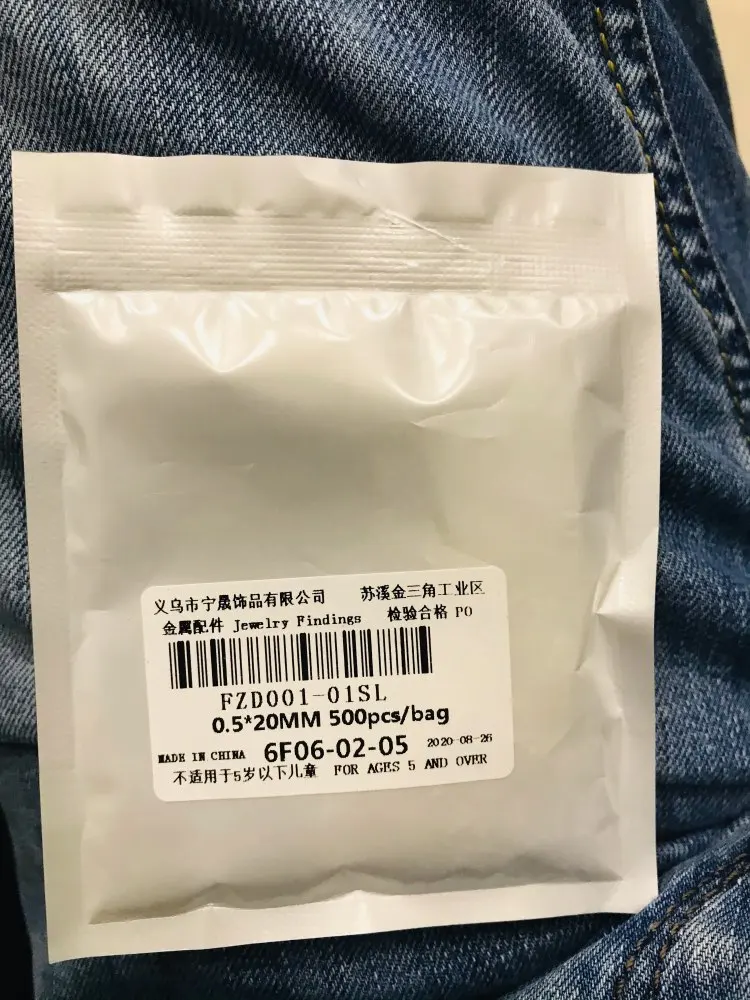 义乌市宁晟饰品有限公司 苏溪金三角工业区
金属配件 Jewelry Findings 检验合格 PO
FZD001-01SL
0.5*20MM 500pcs/bag
MADE IN CHINA 6F06-02-05 2020-08-26
不适用于5岁以下儿童 FOR AGES 5 AND OVER